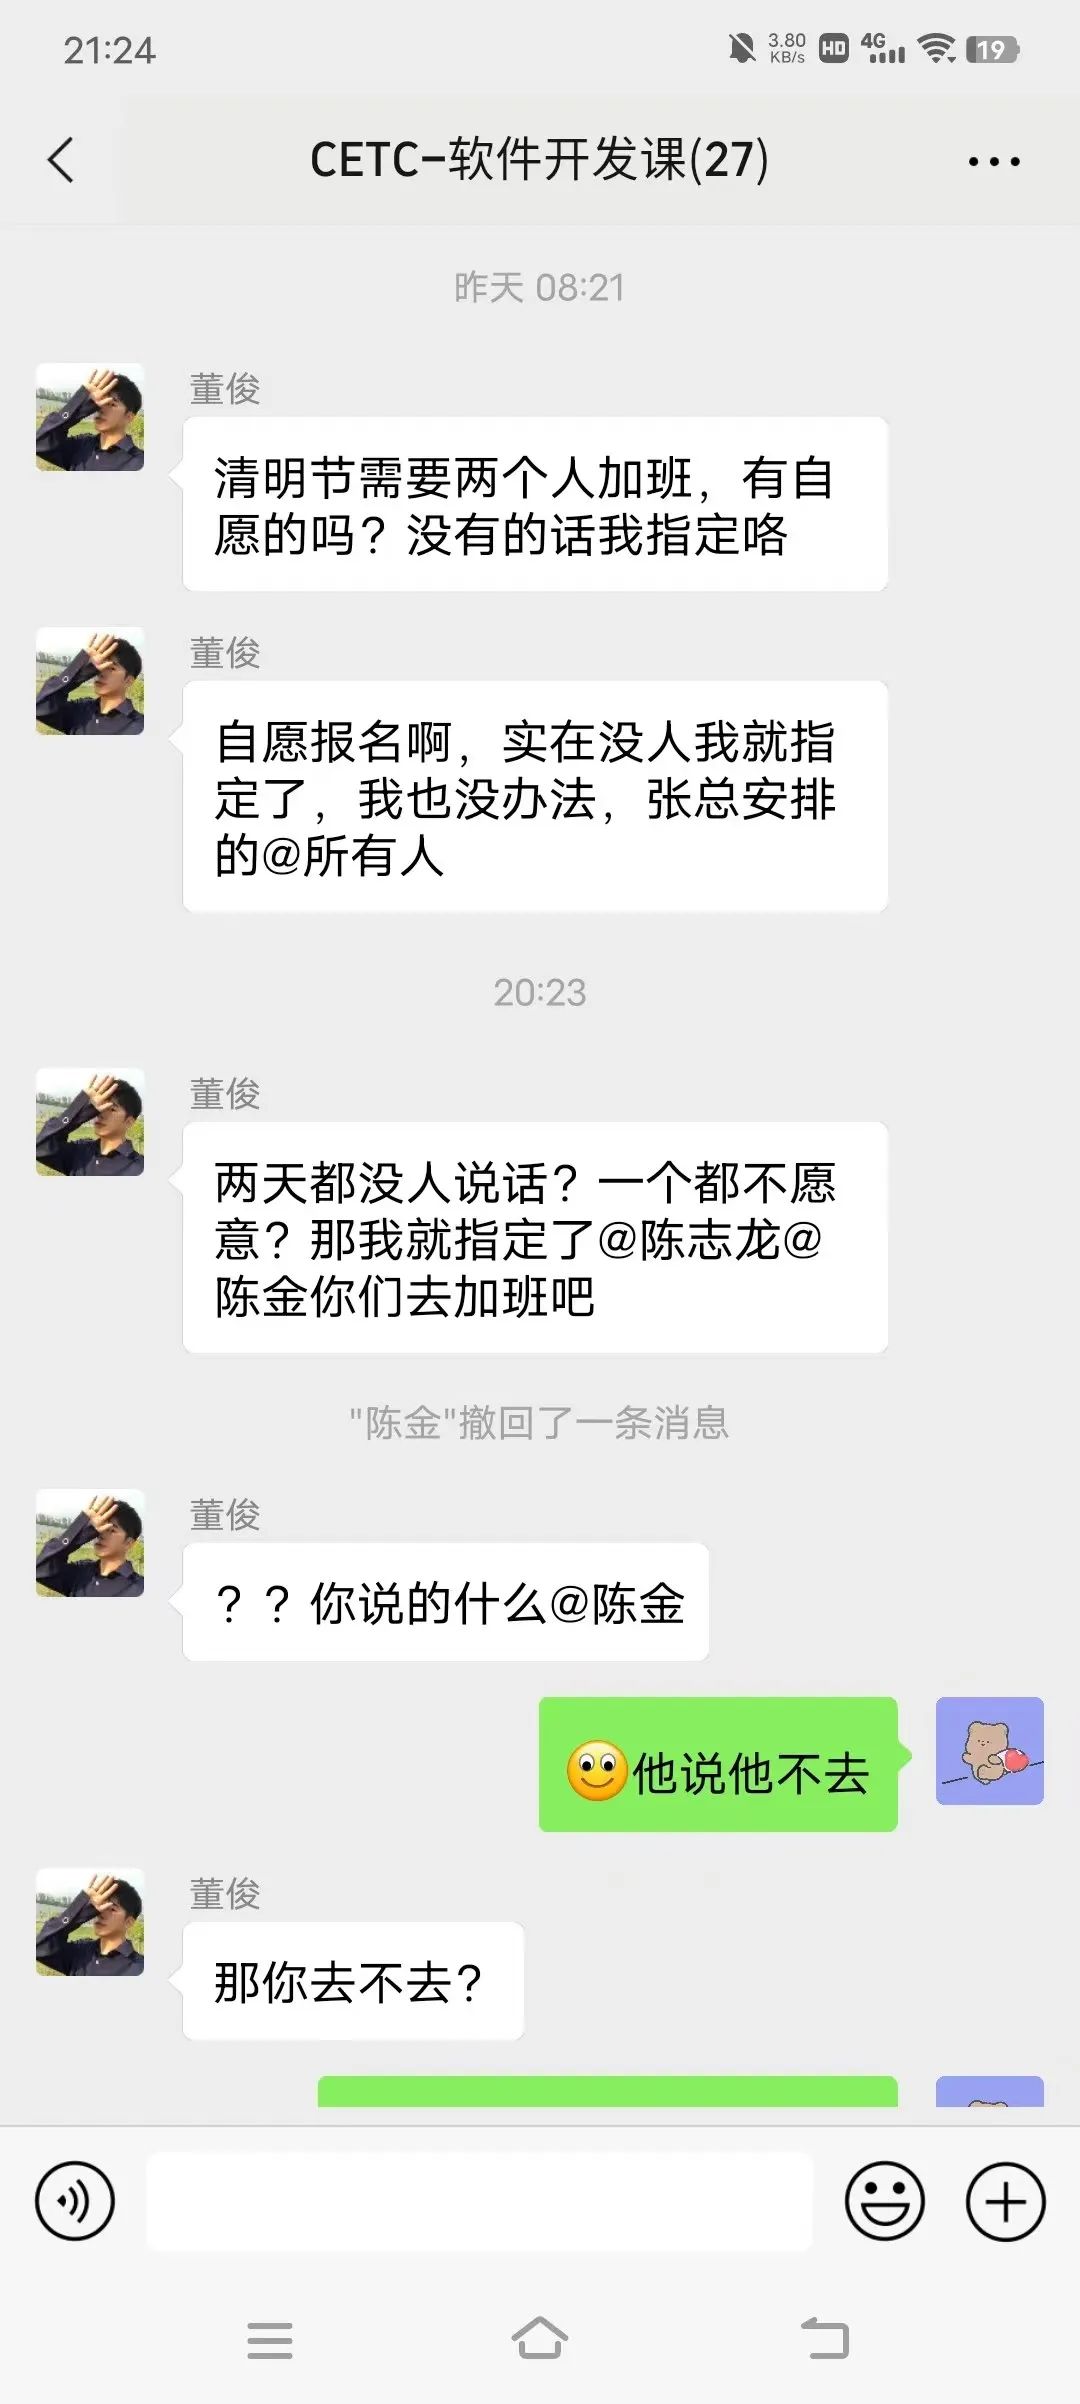 21:24
3.80
KB/s
HD
4G
19
CETC-软件开发课(27)
昨天 08:21
董俊
清明节需要两个人加班，有自
愿的吗？没有的话我指定咯
董俊
自愿报名啊，实在没人我就指
定了，我也没办法，张总安排
的@所有人
20:23
董俊
两天都没人说话？一个都不愿
意？那我就指定了@陈志龙@
陈金你们去加班吧
"陈金"撤回了一条消息
董俊
？？你说的什么@陈金
他说他不去
董俊
那你去不去？